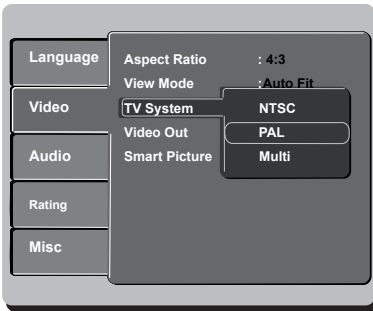 Language
Video
Audio
Rating
Misc
Aspect Ratio : 4:3
View Mode :Auto Fit
TV System
Video Out
Smart Picture
NTSC
PAL
Multi